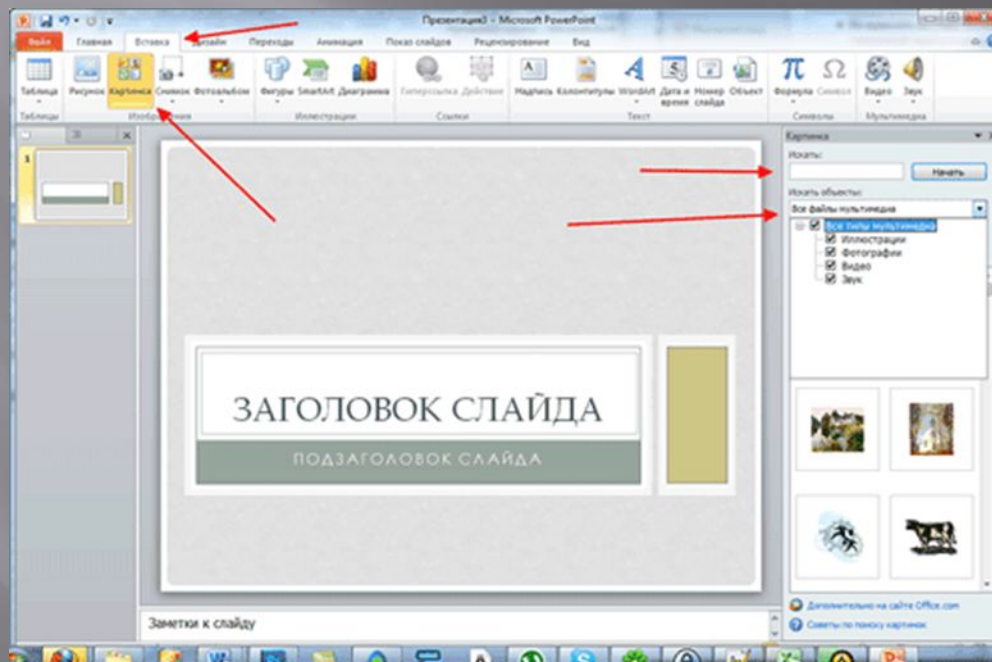 Презентация3 - Microsoft PowerPoint
Файл Главная Вставка Дизайн Переходы Анимация Показ слайдов Рецензирование Вид
Таблица Рисунок Картинка Снимок Фотоальбом Фигуры SmartArt Диаграмма Гиперссылка Действие Надпись Колонтитулы WordArt Дата и время Номер слайда Объект Формула Символ Видео Звук
Таблицы Изображения Иллюстрации Ссылки Текст Символы Мультимедиа
1
Картинка
Искать:
Начать
Искать объекты:
Все файлы мультимедиа
Все типы мультимедиа
Иллюстрации
Фотографии
Видео
Звук
ЗАГОЛОВОК СЛАЙДА
ПОДЗАГОЛОВОК СЛАЙДА
Дополнительно на сайте Office.com
Советы по поиску картинок
Заметки к слайду